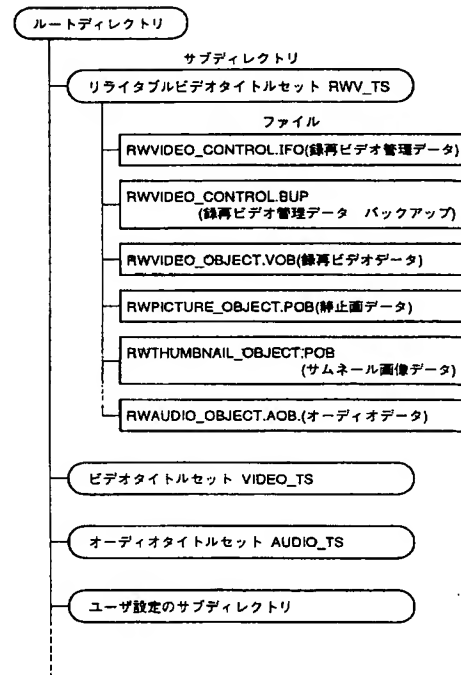 ルートディレクトリ
サブディレクトリ
リライタブルビデオタイトルセット RWV_TS
ファイル
RWVIDEO_CONTROL.IFO(録再ビデオ管理データ)
RWVIDEO_CONTROL.BUP
(録再ビデオ管理データ　バックアップ)
RWVIDEO_OBJECT.VOB(録再ビデオデータ)
RWPICTURE_OBJECT.POB(静止画データ)
RWTHUMBNAIL_OBJECT.POB
(サムネール画像データ)
RWAUDIO_OBJECT.AOB.(オーディオデータ)
ビデオタイトルセット VIDEO_TS
オーディオタイトルセット AUDIO_TS
ユーザ設定のサブディレクトリ